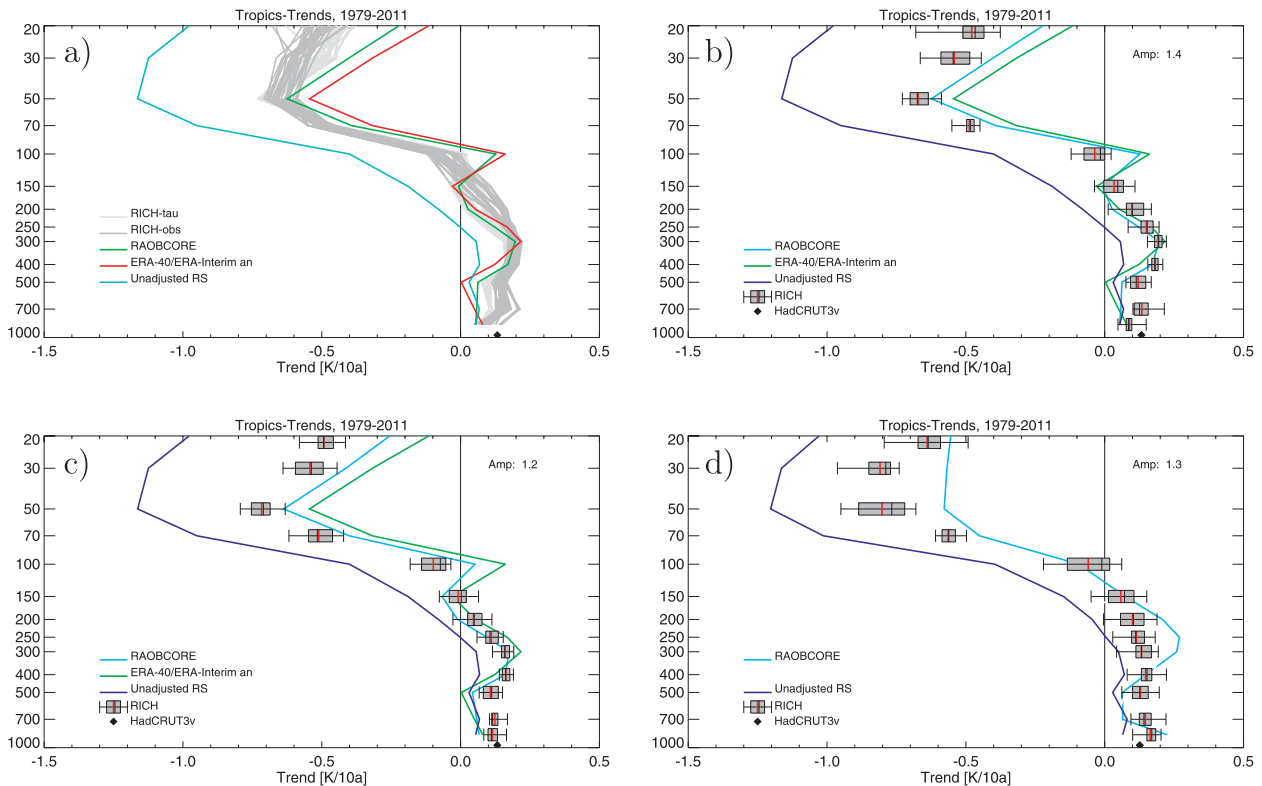 Tropics-Trends, 1979-2011
a)
20
30
50
70
100
150
200
250
300
400
500
700
1000
RICH-tau
RICH-obs
RAOBCORE
ERA-40/ERA-Interim an
Unadjusted RS
-1.5 -1.0 -0.5 0.0 0.5
Trend [K/10a]
Tropics-Trends, 1979-2011
b)
Amp: 1.4
20
30
50
70
100
150
200
250
300
400
500
700
1000
RAOBCORE
ERA-40/ERA-Interim an
Unadjusted RS
RICH
HadCRUT3v
-1.5 -1.0 -0.5 0.0 0.5
Trend [K/10a]
Tropics-Trends, 1979-2011
c)
Amp: 1.2
20
30
50
70
100
150
200
250
300
400
500
700
1000
RAOBCORE
ERA-40/ERA-Interim an
Unadjusted RS
RICH
HadCRUT3v
-1.5 -1.0 -0.5 0.0 0.5
Trend [K/10a]
Tropics-Trends, 1979-2011
d)
Amp: 1.3
20
30
50
70
100
150
200
250
300
400
500
700
1000
RAOBCORE
Unadjusted RS
RICH
HadCRUT3v
-1.5 -1.0 -0.5 0.0 0.5
Trend [K/10a]